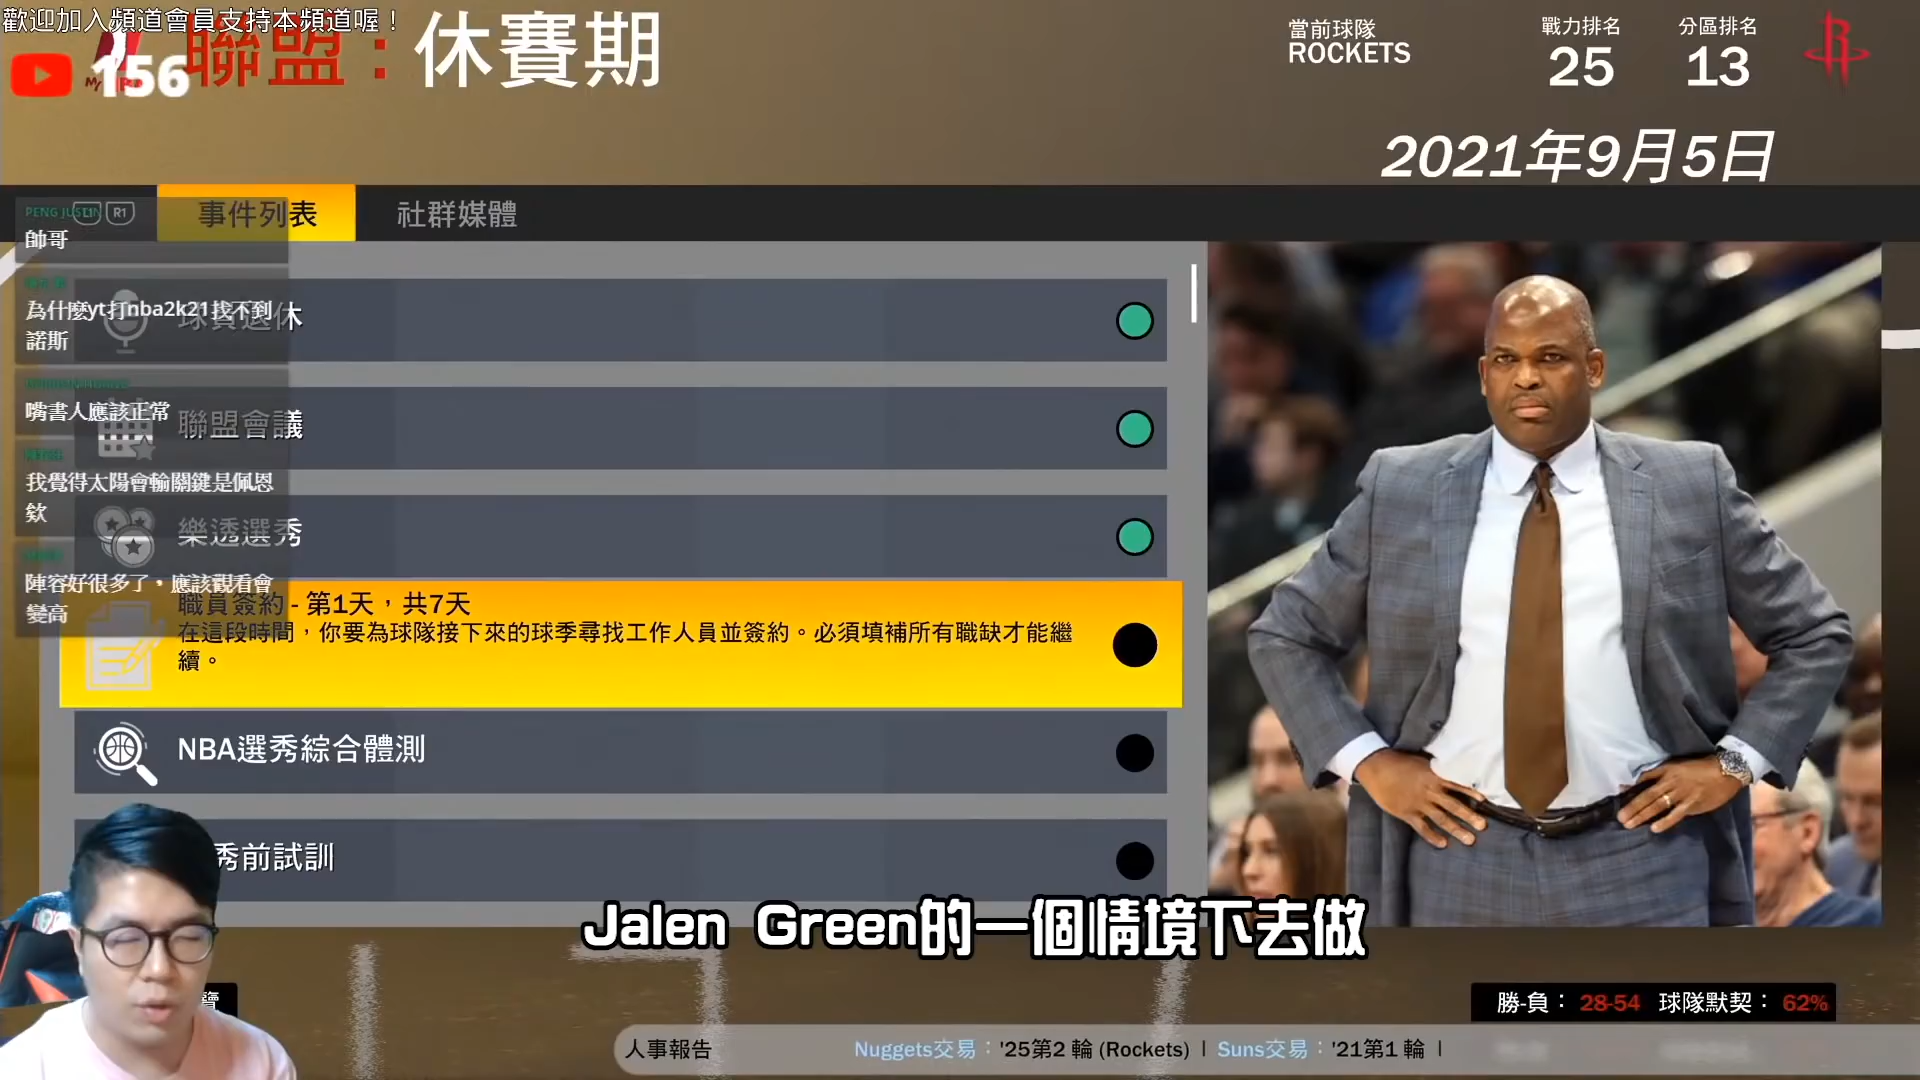 歡迎加入頻道會員支持本頻道喔！
156
聯盟：休賽期
當前球隊
ROCKETS
戰力排名
25
分區排名
13
2021年9月5日
L1 R1
事件列表
社群媒體
PENG JUSTIN
帥哥
為什麼yt打nba2k21找不到
諾斯
嘴書人應該正常
我覺得太陽會輸關鍵是佩恩
欸
陣容好很多了，應該觀看會
變高
球員退休
聯盟會議
樂透選秀
職員簽約 - 第1天，共7天
在這段時間，你要為球隊接下來的球季尋找工作人員並簽約。必須填補所有職缺才能繼
續。
NBA選秀綜合體測
秀前試訓
Jalen Green的一個情境下去做
覽
勝-負： 28-54 球隊默契： 62%
人事報告
Nuggets交易：'25第2 輪 (Rockets) | Suns交易：'21第1 輪 |